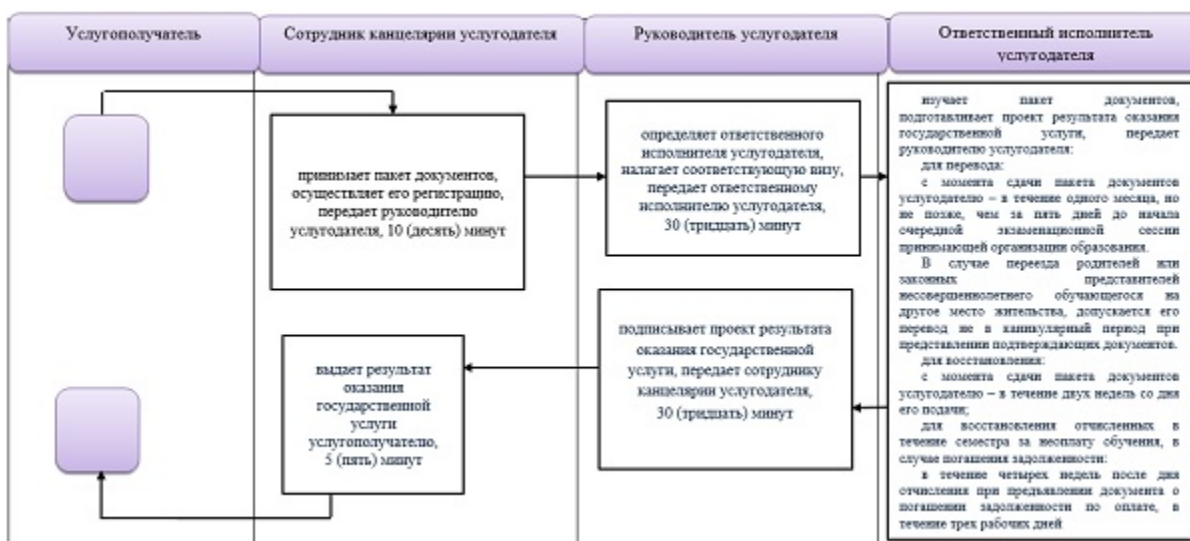 Услугополучатель
Сотрудник канцелярии услугодателя
Руководитель услугодателя
Ответственный исполнитель
услугодателя
принимает пакет документов,
осуществляет его регистрацию,
передает руководителю
услугодателя, 10 (десять) минут
определяет ответственного
исполнителя услугодателя,
налагает соответствующую визу,
передает ответственному
исполнителю услугодателя,
30 (тридцать) минут
изучает пакет документов,
подготавливает проект результата оказания
государственной услуги, передает
руководителю услугодателя:
для перевода:
с момента сдачи пакета документов
услугодателю – в течение одного месяца, но
не позже, чем за пять дней до начала
очередной экзаменационной сессии
принимающей организации образования.
В случае переезда родителей или
законных представителей
несовершеннолетнего обучающегося на
другое место жительства, допускается его
перевод не в каникулярный период при
представлении подтверждающих документов.
для восстановления:
с момента сдачи пакета документов
услугодателю – в течение двух недель со дня
его подачи;
для восстановления отчисленных в
течение семестра за неоплату обучения, в
случае погашения задолженности:
в течение четырех недель после дня
отчисления при предъявлении документа о
погашении задолженности по оплате, в
течение трех рабочих дней
подписывает проект результата
оказания государственной
услуги, передает сотруднику
канцелярии услугодателя,
30 (тридцать) минут
выдает результат
оказания
государственной
услуги
услугополучателю,
5 (пять) минут